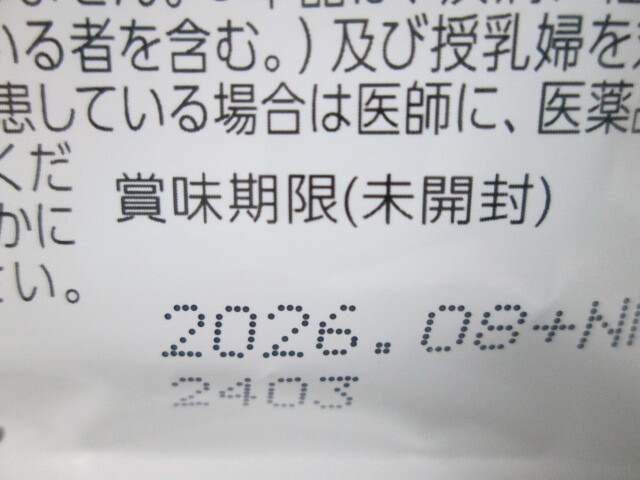 いる者を含む。)及び授乳婦を
患している場合は医師に、医薬
くだ
かに
さい。
賞味期限(未開封)
2026.08+N
2403